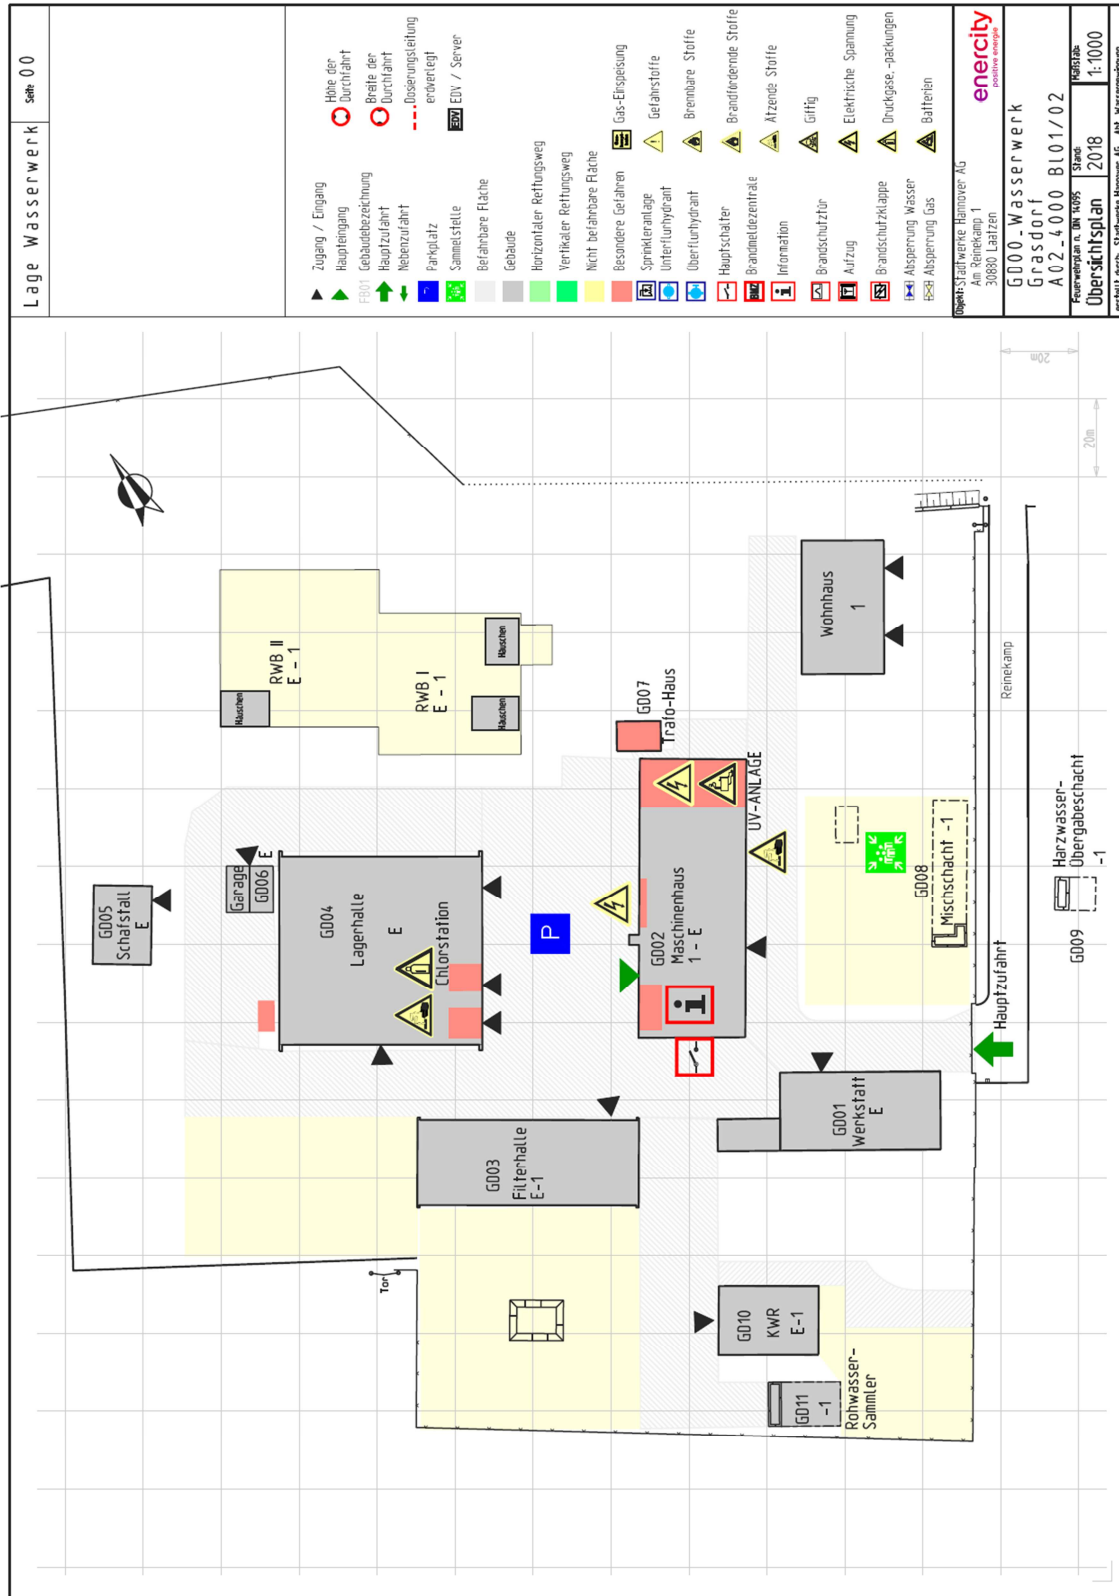 Lage Wasserwerk
Seite 00
Zugang / Eingang
Haupteingang
FB01 Gebäudebezeichnung
Hauptzufahrt
Nebenzufahrt
Parkplatz
Sammelstelle
Befahrbare Fläche
Gebäude
Horizontaler Rettungsweg
Vertikaler Rettungsweg
Nicht befahrbare Fläche
Besondere Gefahren
Sprinkleranlage
Unterflurhydrant
Überflurhydrant
Hauptschalter
BMZ Brandmeldezentrale
Information
Brandschutztür
Aufzug
Brandschutzklappe
Absperrung Wasser
Absperrung Gas
Höhe der
Durchfahrt
Breite der
Durchfahrt
Dosierungsleitung
erdverlegt
EDV EDV / Server
Gas-Einspeisung
Gefahrstoffe
Brennbare Stoffe
Brandfördernde Stoffe
Ätzende Stoffe
Giftig
Elektrische Spannung
Druckgase, -packungen
Batterien
Objekt: Stadtwerke Hannover AG
Am Reinekamp 1
30880 Laatzen
enercity
positive energie
GD00_Wasserwerk
Grasdorf
A02_4000 Bl01/02
Feuerwehrplan n. DIN 14095
Übersichtsplan
Stand:
2018
Maßstab:
1:1000
GD05
Schafstall
E
Garage
GD06
E
GD04
Lagerhalle
E
Chlorstation
RWB II
E - 1
RWB I
E - 1
Häuschen
Häuschen
Häuschen
P
GD07
Trafo-Haus
GD02
Maschinenhaus
1 - E
UV-ANLAGE
GD03
Filterhalle
E-1
GD01
Werkstatt
E
Wohnhaus
1
GD08
Mischschacht -1
Tor
GD10
KWR
E-1
GD11
-1
Rohwasser-
Sammler
Hauptzufahrt
Reinekamp
GD09
Harzwasser-
Übergabeschacht
-1
20m
20m